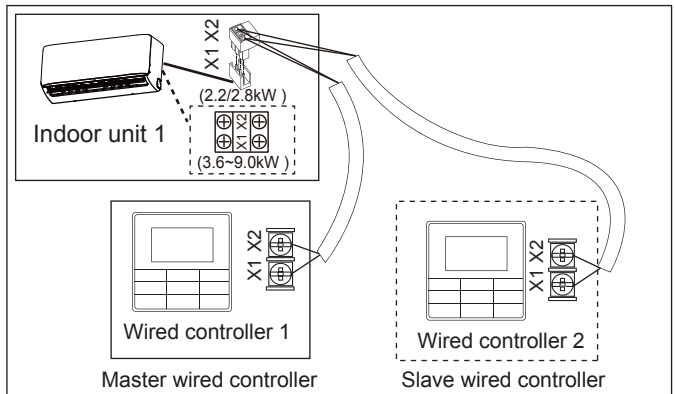 X1 X2
(2.2/2.8kW )
Indoor unit 1
X1 X2
(3.6~9.0kW )
X1 X2
Wired controller 1
Master wired controller
X1 X2
Wired controller 2
Slave wired controller